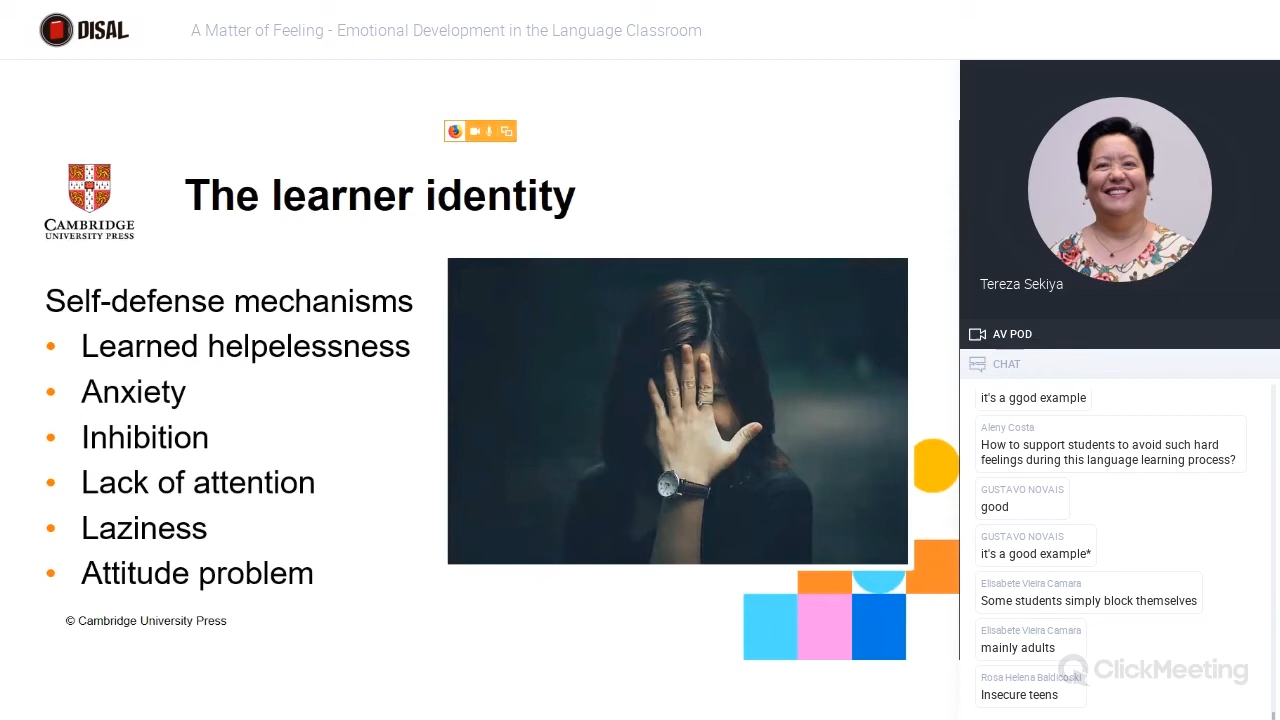 DISAL
A Matter of Feeling - Emotional Development in the Language Classroom
The learner identity
CAMBRIDGE
UNIVERSITY PRESS
Self-defense mechanisms
• Learned helpelessness
• Anxiety
• Inhibition
• Lack of attention
• Laziness
• Attitude problem
© Cambridge University Press
Tereza Sekiya
AV POD
CHAT
it's a ggod example
Aleny Costa
How to support students to avoid such hard
feelings during this language learning process?
GUSTAVO NOVAIS
good
GUSTAVO NOVAIS
it's a good example*
Elisabete Vieira Camara
Some students simply block themselves
Elisabete Vieira Camara
mainly adults
Rosa Helena Baldicoski
Insecure teens
ClickMeeting